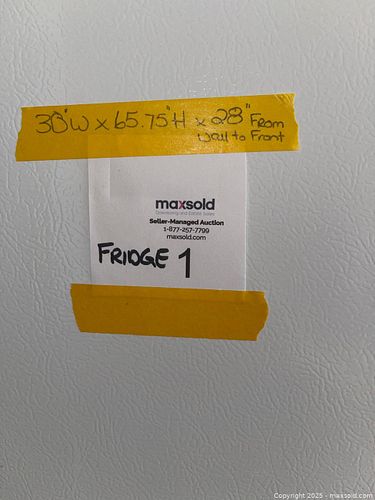 30"W x 65.75"H x 28" From
Wall to Front
maxsold
Downsizing and Estate Sales
Seller-Managed Auction
1-877-257-7799
maxsold.com
FRIDGE 1
Copyright 2025 - maxsold.com